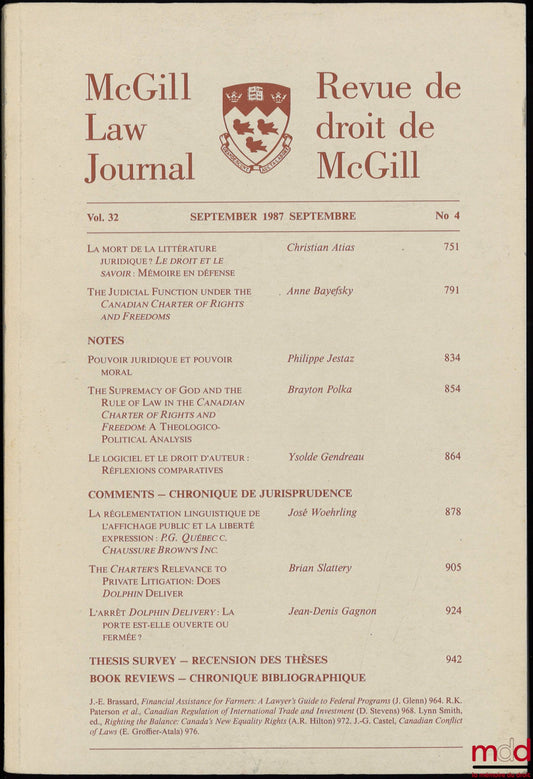 McGill
Law
Journal
Revue de
droit de
McGill
Vol. 32 SEPTEMBER 1987 SEPTEMBRE No 4
LA MORT DE LA LITTÉRATURE Christian Atias 751
JURIDIQUE? LE DROIT ET LE
SAVOIR : MÉMOIRE EN DÉFENSE
THE JUDICIAL FUNCTION UNDER THE Anne Bayefsky 791
CANADIAN CHARTER OF RIGHTS
AND FREEDOMS
NOTES
POUVOIR JURIDIQUE ET POUVOIR Philippe Jestaz 834
MORAL
THE SUPREMACY OF GOD AND THE Brayton Polka 854
RULE OF LAW IN THE CANADIAN
CHARTER OF RIGHTS AND
FREEDOM: A THEOLOGICO-
POLITICAL ANALYSIS
LE LOGICIEL ET LE DROIT D'AUTEUR : Ysolde Gendreau 864
RÉFLEXIONS COMPARATIVES
COMMENTS – CHRONIQUE DE JURISPRUDENCE
LA RÉGLEMENTATION LINGUISTIQUE DE José Woehrling 878
L'AFFICHAGE PUBLIC ET LA LIBERTÉ
EXPRESSION : P.G. QUÉBEC C.
CHAUSSURE BROWN'S INC.
THE CHARTER'S RELEVANCE TO Brian Slattery 905
PRIVATE LITIGATION: DOES
DOLPHIN DELIVER
L'ARRÊT DOLPHIN DELIVERY : LA Jean-Denis Gagnon 924
PORTE EST-ELLE OUVERTE OU
FERMÉE ?
THESIS SURVEY – RECENSION DES THÈSES 942
BOOK REVIEWS – CHRONIQUE BIBLIOGRAPHIQUE
J.-E. Brassard, Financial Assistance for Farmers: A Lawyer's Guide to Federal Programs (J. Glenn) 964. R.K.
Paterson et al., Canadian Regulation of International Trade and Investment (D. Stevens) 968. Lynn Smith,
ed., Righting the Balance: Canada's New Equality Rights (A.R. Hilton) 972. J.-G. Castel, Canadian Conflict
of Laws (E. Groffier-Atala) 976.
mdd